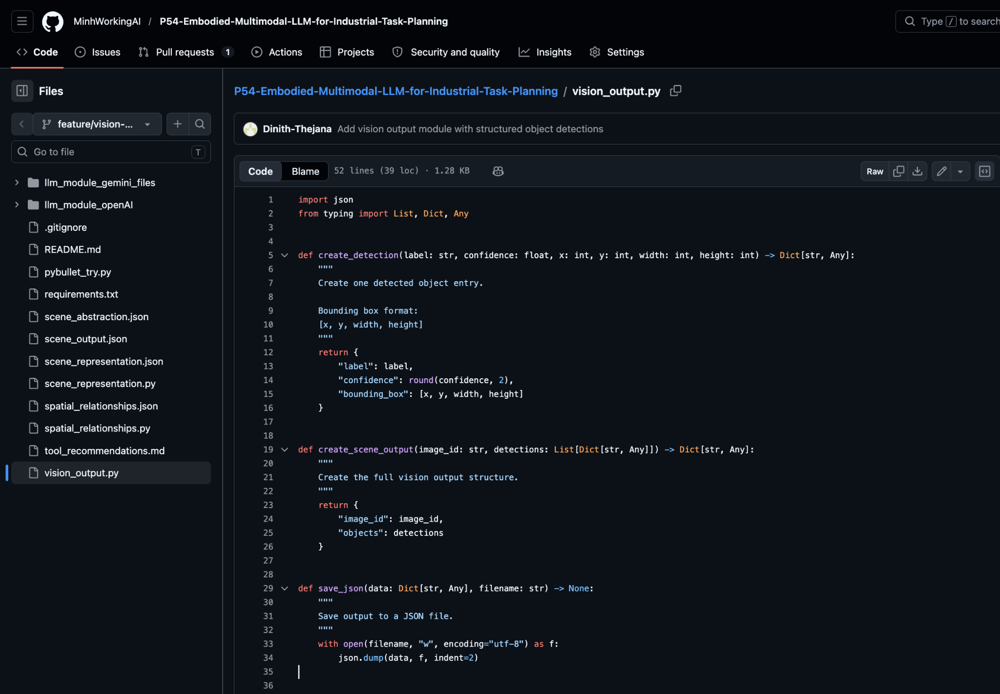 MinhWorkingAI / P54-Embodied-Multimodal-LLM-for-Industrial-Task-Planning
Type / to search
Code Issues Pull requests 1 Actions Projects Security and quality Insights Settings
Files
feature/vision-...
Go to file T
llm_module_gemini_files
llm_module_openAI
.gitignore
README.md
pybullet_try.py
requirements.txt
scene_abstraction.json
scene_output.json
scene_representation.json
scene_representation.py
spatial_relationships.json
spatial_relationships.py
tool_recommendations.md
vision_output.py
P54-Embodied-Multimodal-LLM-for-Industrial-Task-Planning / vision_output.py
Dinith-Thejana Add vision output module with structured object detections
Code Blame 52 lines (39 loc) · 1.28 KB Raw
1 import json
2 from typing import List, Dict, Any
3
4
5 def create_detection(label: str, confidence: float, x: int, y: int, width: int, height: int) -> Dict[str, Any]:
6     """
7     Create one detected object entry.
8
9     Bounding box format:
10     [x, y, width, height]
11     """
12     return {
13         "label": label,
14         "confidence": round(confidence, 2),
15         "bounding_box": [x, y, width, height]
16     }
17
18
19 def create_scene_output(image_id: str, detections: List[Dict[str, Any]]) -> Dict[str, Any]:
20     """
21     Create the full vision output structure.
22     """
23     return {
24         "image_id": image_id,
25         "objects": detections
26     }
27
28
29 def save_json(data: Dict[str, Any], filename: str) -> None:
30     """
31     Save output to a JSON file.
32     """
33     with open(filename, "w", encoding="utf-8") as f:
34         json.dump(data, f, indent=2)
35
36